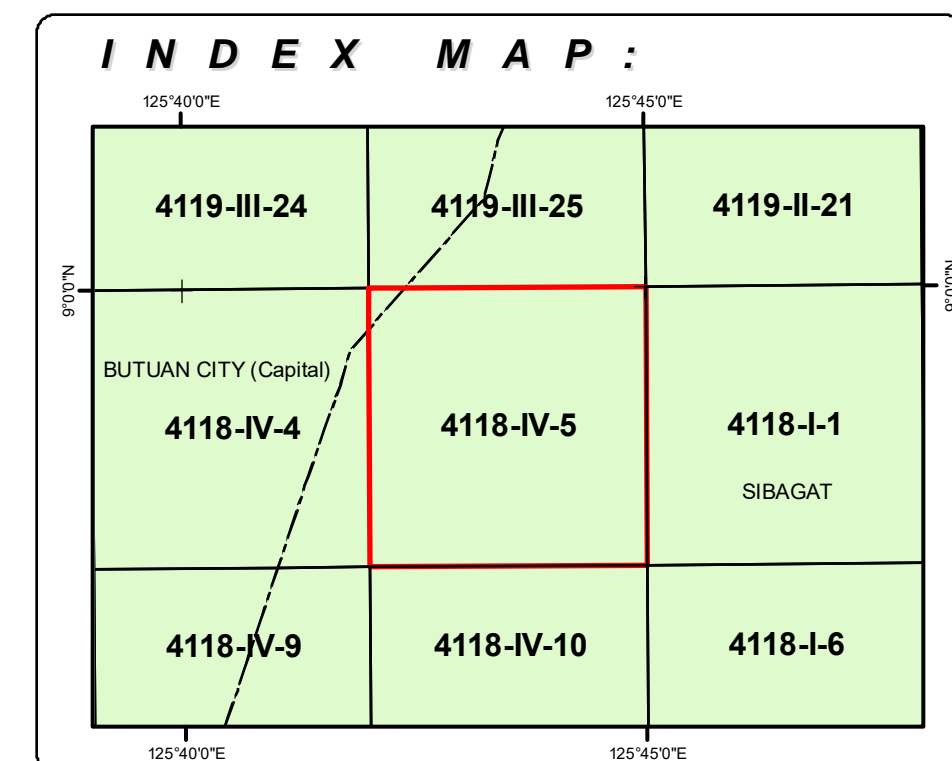 INDEX MAP:
125°40'0"E 125°45'0"E
4119-III-24 4119-III-25 4119-II-21
9°0'0"N 9°0'0"N
BUTUAN CITY (Capital)
4118-IV-4 4118-IV-5 4118-I-1
SIBAGAT
4118-IV-9 4118-IV-10 4118-I-6
125°40'0"E 125°45'0"E